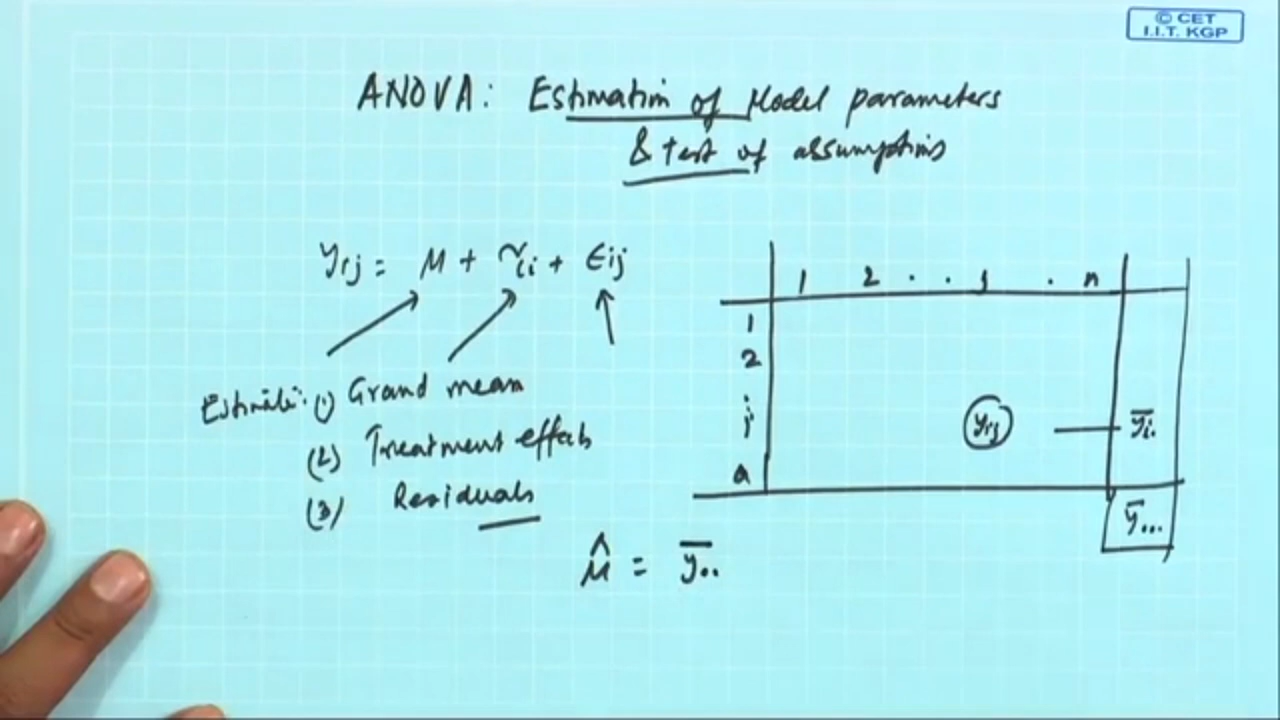 © CET
I.I.T. KGP
ANOVA: Estimation of Model parameters
& test of assumptions
yij = μ + τi + ϵij
Estimate: (1) Grand mean
(2) Treatment effects
(3) Residuals
1 2 . . j . n
1
2
i
yij ȳi.
a
ȳ...
μ̂ = ȳ..